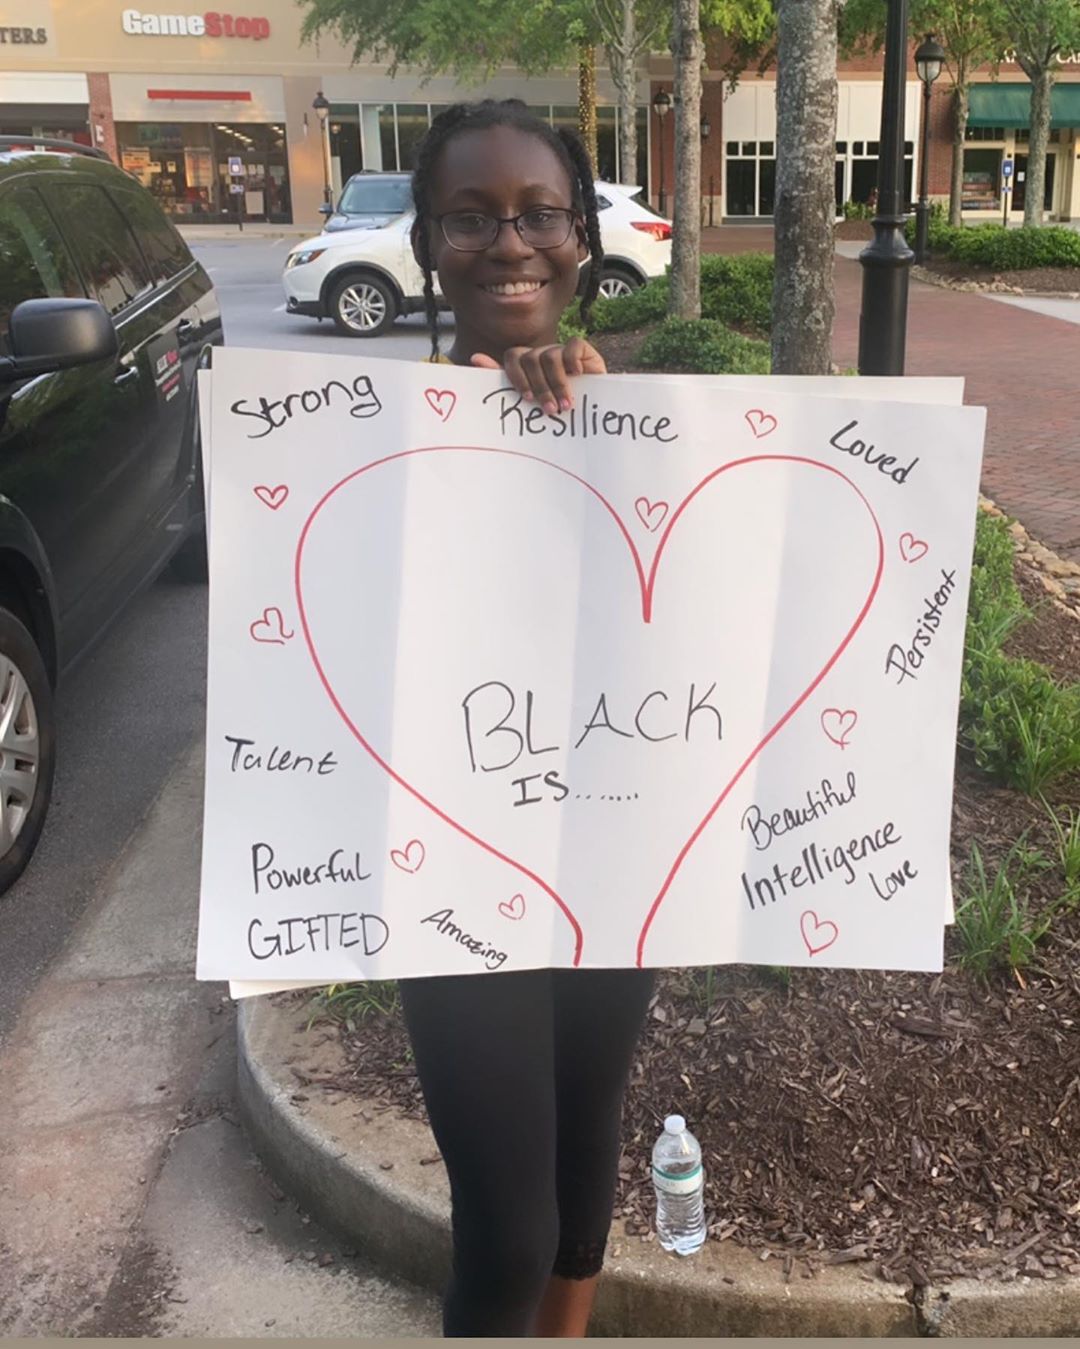 TERS
GameStop
Strong
Resilience
Loved
Persistent
BLACK
IS........
Talent
Beautiful
Intelligence
Love
Powerful
GIFTED
Amazing